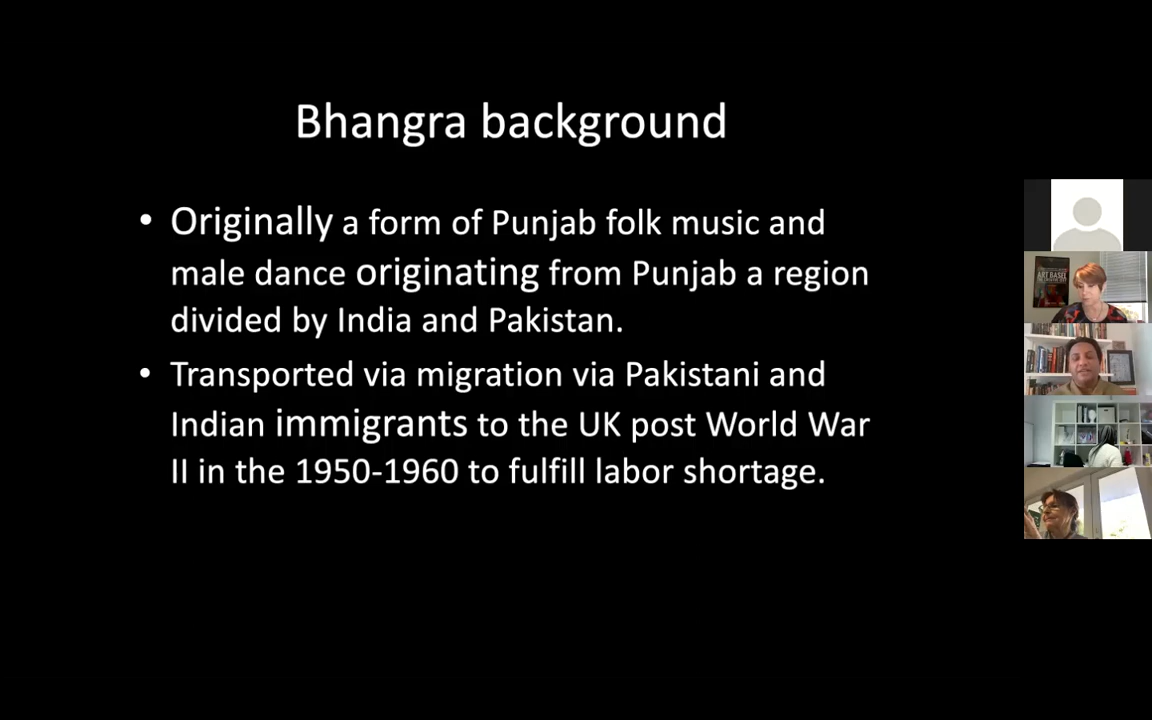 Bhangra background
• Originally a form of Punjab folk music and
male dance originating from Punjab a region
divided by India and Pakistan.
• Transported via migration via Pakistani and
Indian immigrants to the UK post World War
II in the 1950-1960 to fulfill labor shortage.
ART BASEL